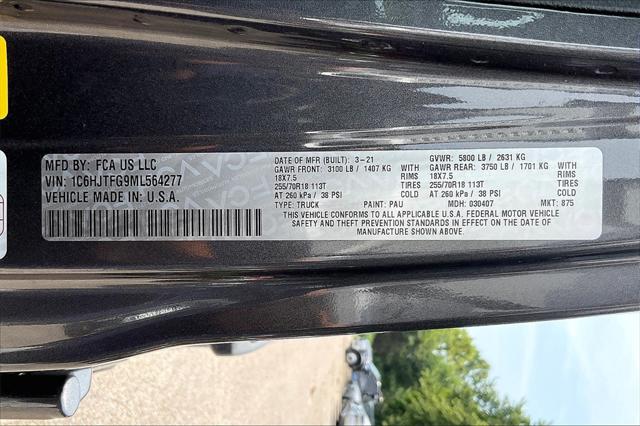 MFD BY: FCA US LLC
VIN: 1C6HJTFG9ML564277
VEHICLE MADE IN U.S.A.
DATE OF MFR (BUILT): 3-21 GVWR: 5800 LB / 2631 KG
GAWR FRONT: 3100 LB / 1407 KG WITH GAWR REAR: 3750 LB / 1701 KG WITH
18X7.5 RIMS 18X7.5 RIMS
255/70R18 113T TIRES 255/70R18 113T TIRES
AT 260 kPa / 38 PSI COLD AT 260 kPa / 38 PSI COLD
TYPE: TRUCK PAINT: PAU MDH: 030407 MKT: 875
THIS VEHICLE CONFORMS TO ALL APPLICABLE U.S.A. FEDERAL MOTOR VEHICLE
SAFETY AND THEFT PREVENTION STANDARDS IN EFFECT ON THE DATE OF
MANUFACTURE SHOWN ABOVE.